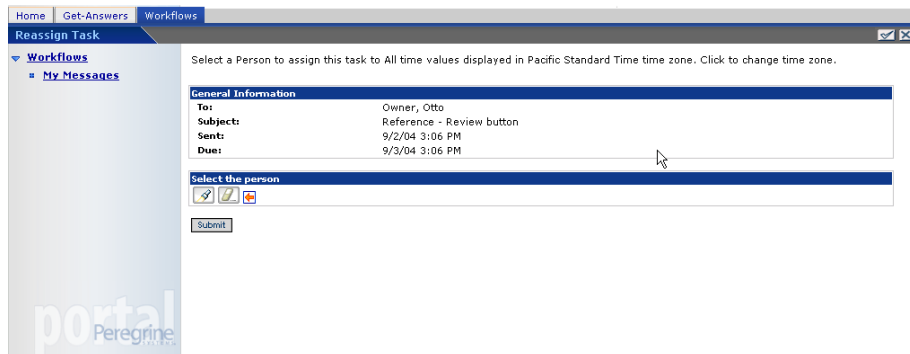 Home Get-Answers Workflows
Reassign Task
Workflows
My Messages
Select a Person to assign this task to All time values displayed in Pacific Standard Time time zone. Click to change time zone.
General Information
To: Owner, Otto
Subject: Reference - Review button
Sent: 9/2/04 3:06 PM
Due: 9/3/04 3:06 PM
Select the person
Submit
portal
Peregrine